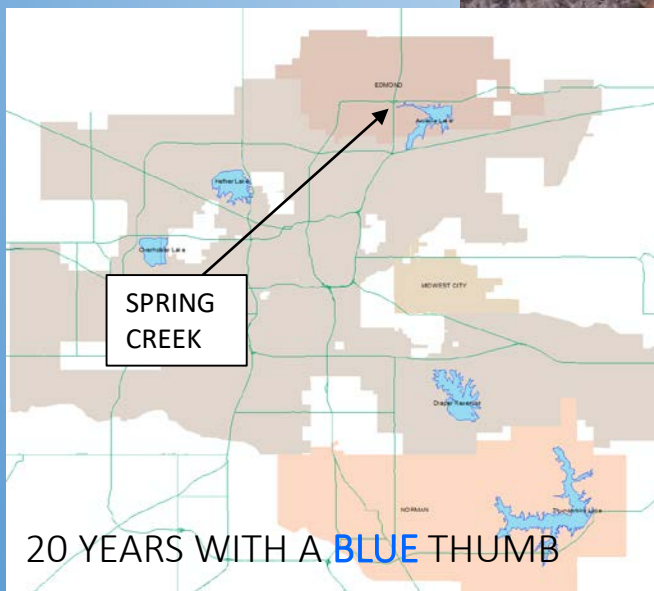 EDMOND
Arcadia Lake
Hefner Lake
Overholser Lake
SPRING
CREEK
MIDWEST CITY
Draper Reservoir
NORMAN
Thunderbird Lake
20 YEARS WITH A BLUE THUMB